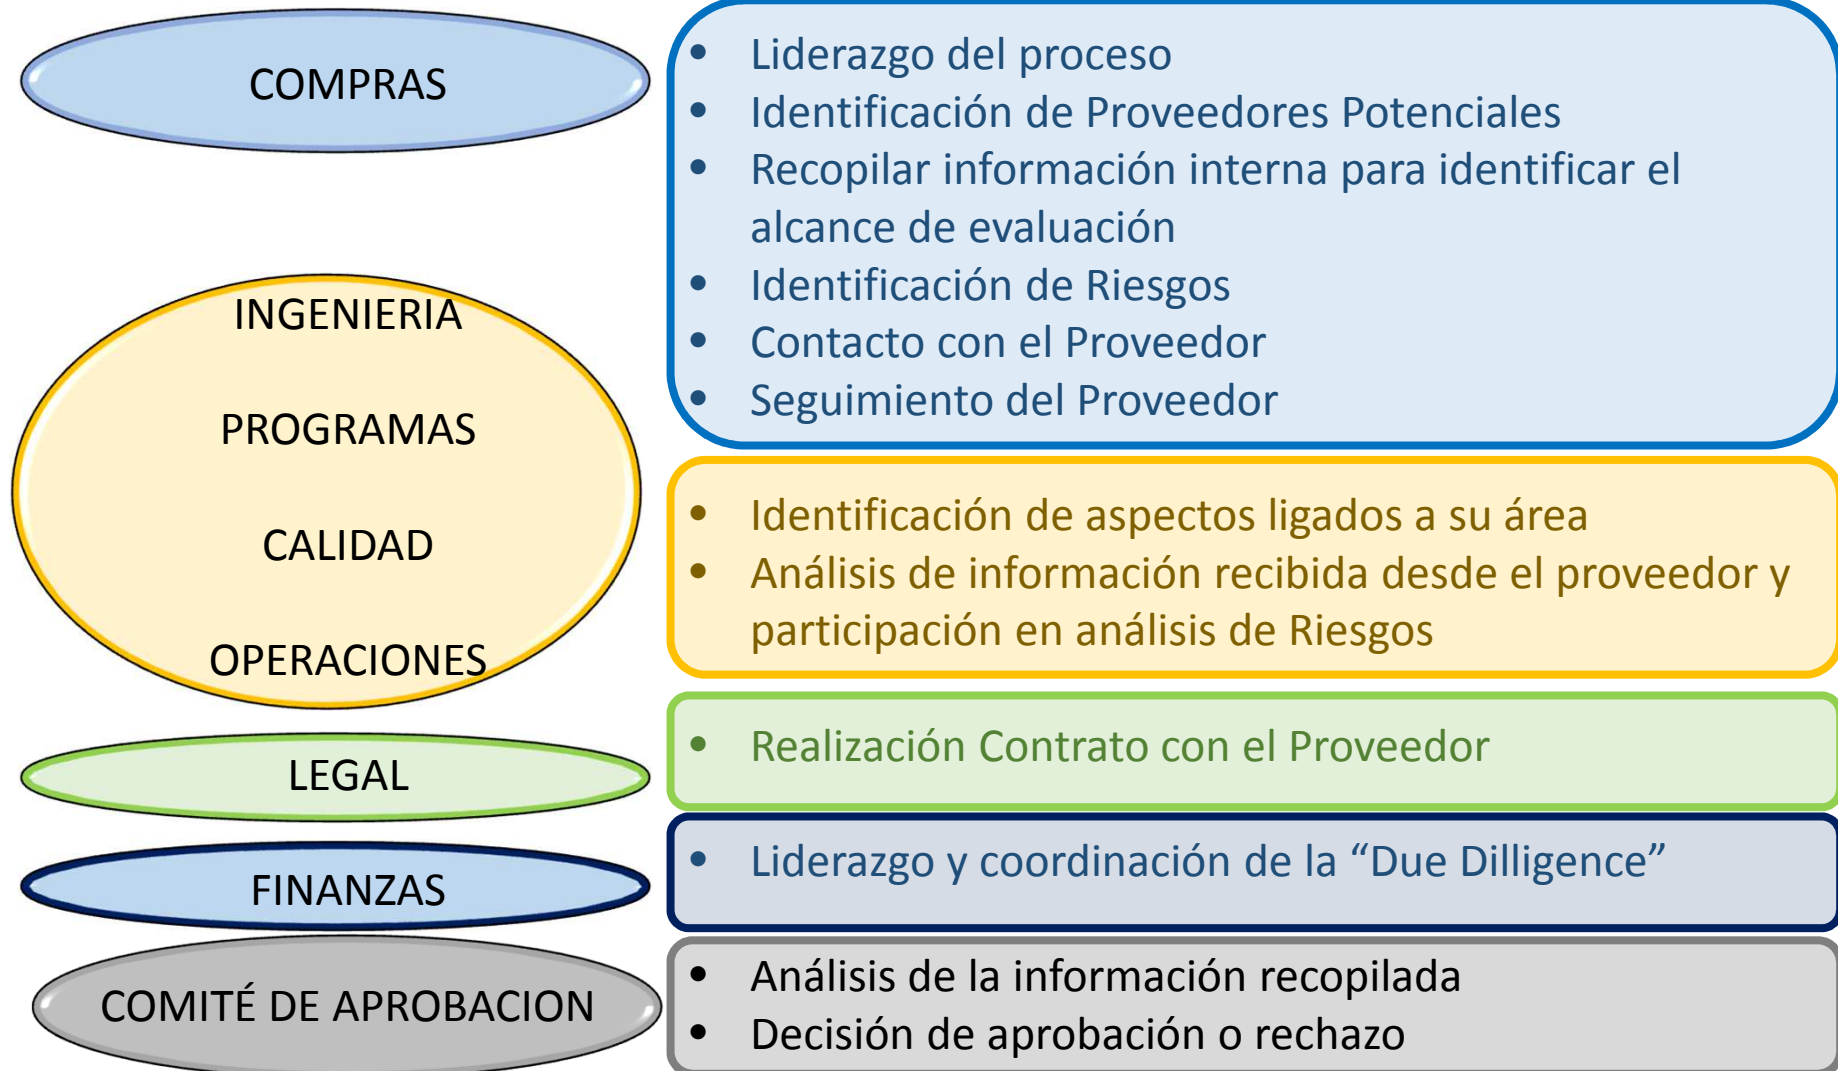 COMPRAS
• Liderazgo del proceso
• Identificación de Proveedores Potenciales
• Recopilar información interna para identificar el
alcance de evaluación
• Identificación de Riesgos
• Contacto con el Proveedor
• Seguimiento del Proveedor
INGENIERIA
PROGRAMAS
CALIDAD
OPERACIONES
• Identificación de aspectos ligados a su área
• Análisis de información recibida desde el proveedor y
participación en análisis de Riesgos
LEGAL
• Realización Contrato con el Proveedor
FINANZAS
• Liderazgo y coordinación de la “Due Dilligence”
COMITÉ DE APROBACION
• Análisis de la información recopilada
• Decisión de aprobación o rechazo